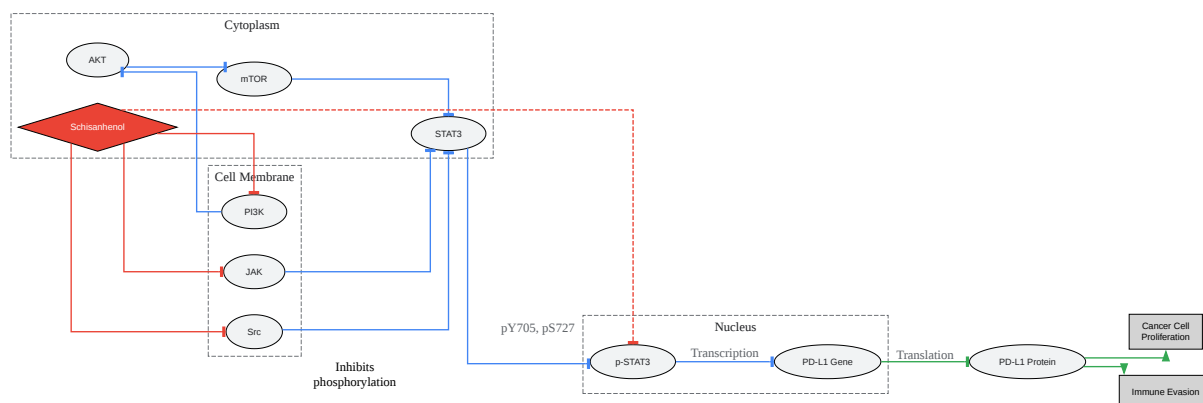 Cytoplasm
AKT
mTOR
Schisanhenol
STAT3
Cell Membrane
PI3K
JAK
Src
Inhibits
phosphorylation
pY705, pS727
Nucleus
p-STAT3
Transcription
PD-L1 Gene
Translation
PD-L1 Protein
Cancer Cell
Proliferation
Immune Evasion